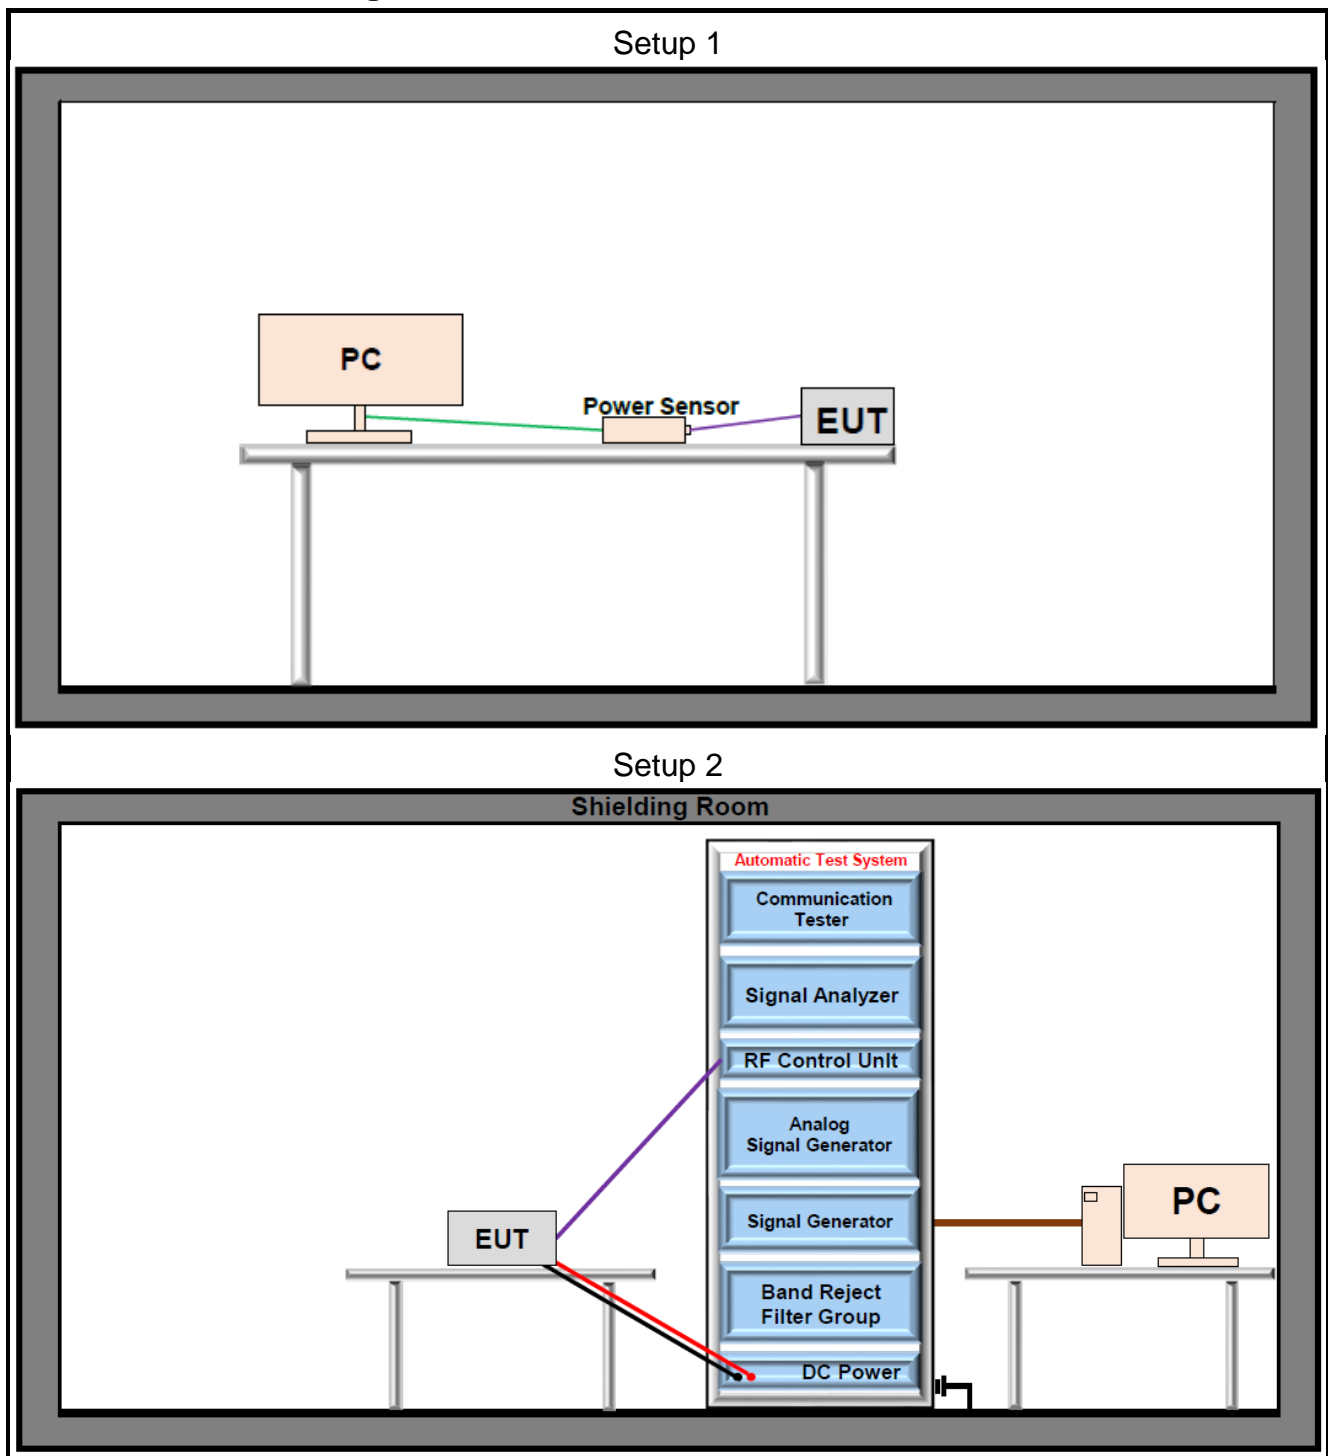 Setup 1
PC
Power Sensor
EUT
Setup 2
Shielding Room
Automatic Test System
Communication
Tester
Signal Analyzer
RF Control UnIt
Analog
Signal Generator
Signal Generator
Band Reject
Filter Group
DC Power
EUT
PC